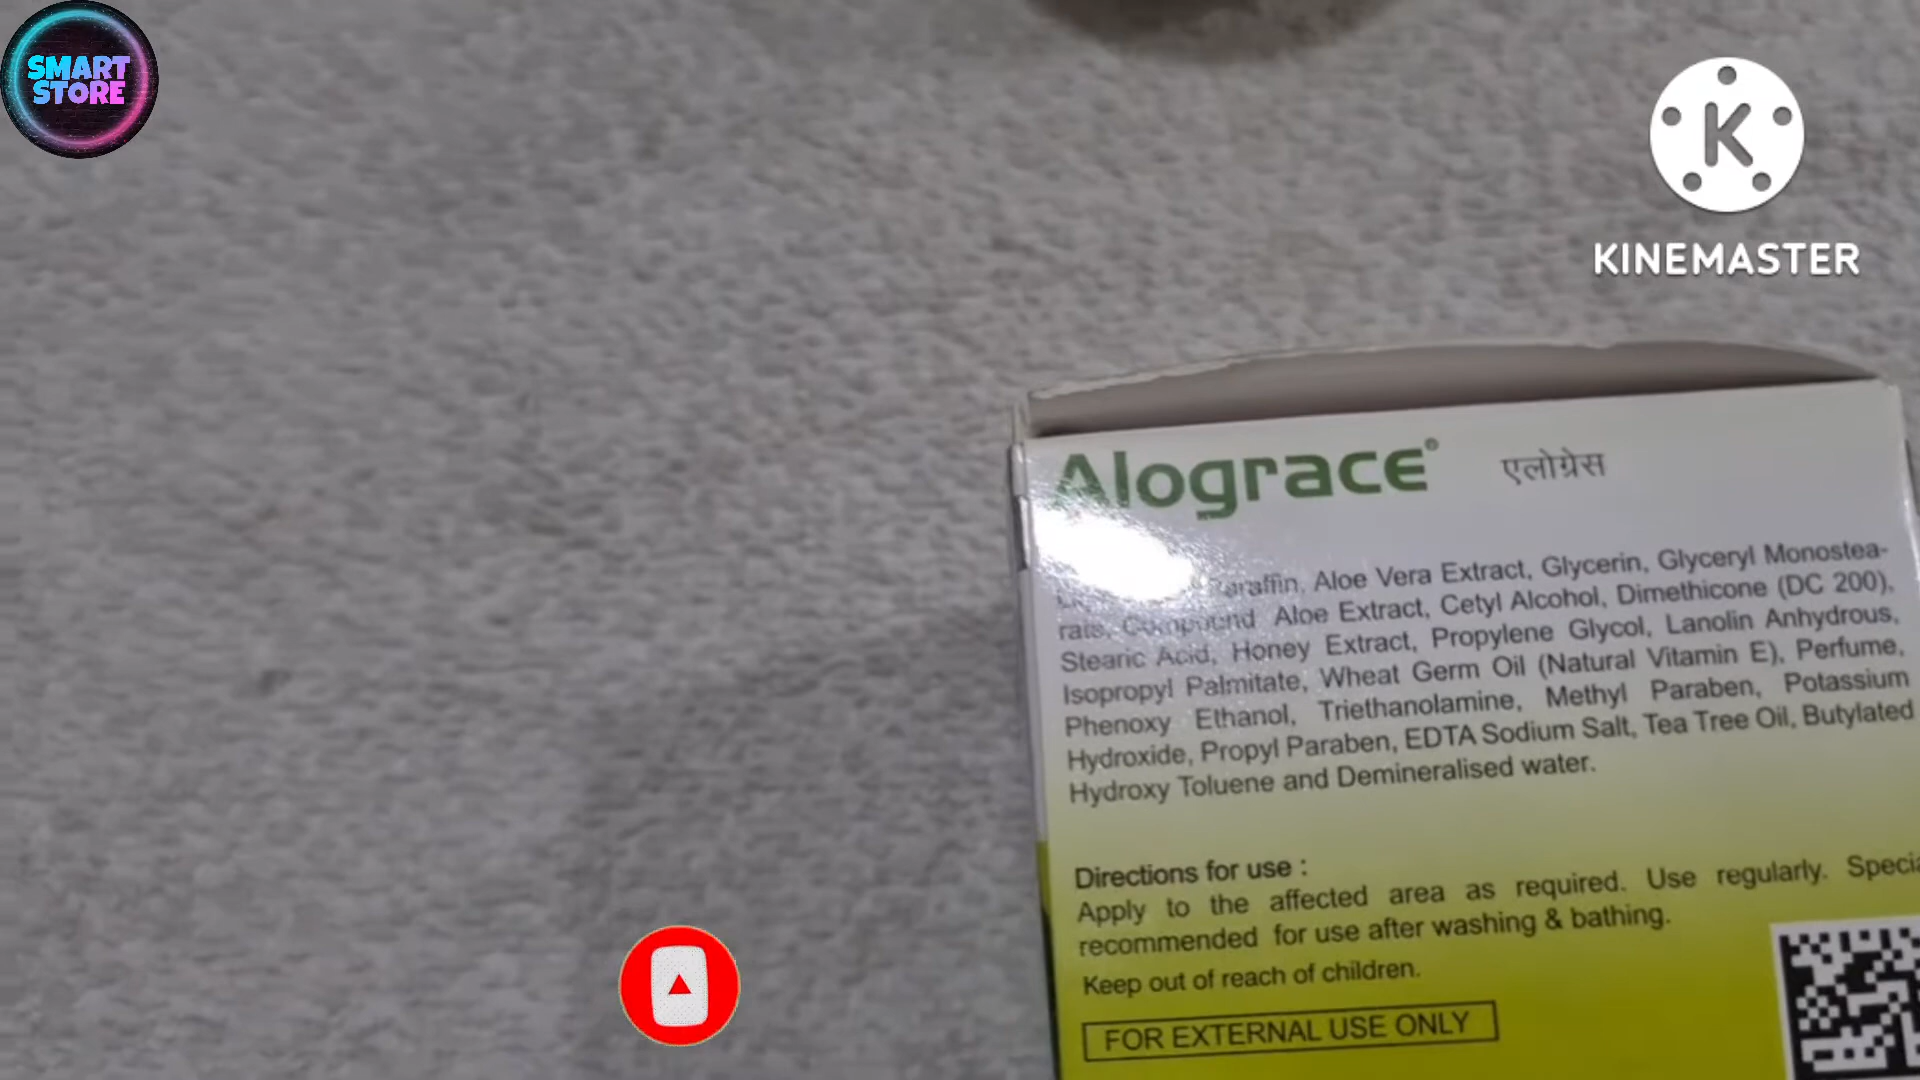 SMART
STORE
K
KINEMASTER
Alograce® एलोग्रेस
Paraffin, Aloe Vera Extract, Glycerin, Glyceryl Monostea-
rate, Compound Aloe Extract, Cetyl Alcohol, Dimethicone (DC 200),
Stearic Acid, Honey Extract, Propylene Glycol, Lanolin Anhydrous,
Isopropyl Palmitate, Wheat Germ Oil (Natural Vitamin E), Perfume,
Phenoxy Ethanol, Triethanolamine, Methyl Paraben, Potassium
Hydroxide, Propyl Paraben, EDTA Sodium Salt, Tea Tree Oil, Butylated
Hydroxy Toluene and Demineralised water.
Directions for use :
Apply to the affected area as required. Use regularly. Specia
recommended for use after washing & bathing.
Keep out of reach of children.
FOR EXTERNAL USE ONLY